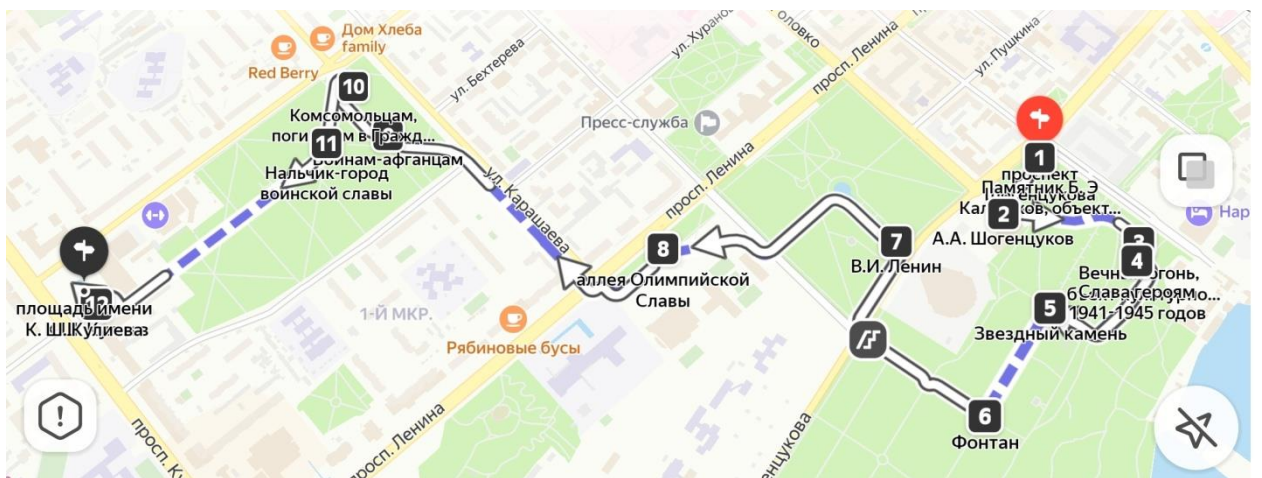 Дом Хлеба
family
Red Berry
ул. Бехтерева
ул.
просп. Ленина
ул. Пушкина
10
Комсомольцам,
11
Воинам-афганцам
Нальчик-город
воинской славы
Пресс-служба
просп. Ленина
ул. Карашаева
1
проспект
Памятник Б. Э
объект...
2
А.А. Шогенцуков
3
4
Вечный огонь,
Слава героям
1941-1945 годов
5
Звездный камень
7
В.И. Ленин
8
аллея Олимпийской
Славы
12
площадь имени
К. Ш. Кулиева
1-Й МКР.
Рябиновые бусы
просп. Ленина
6
Фонтан
просп.